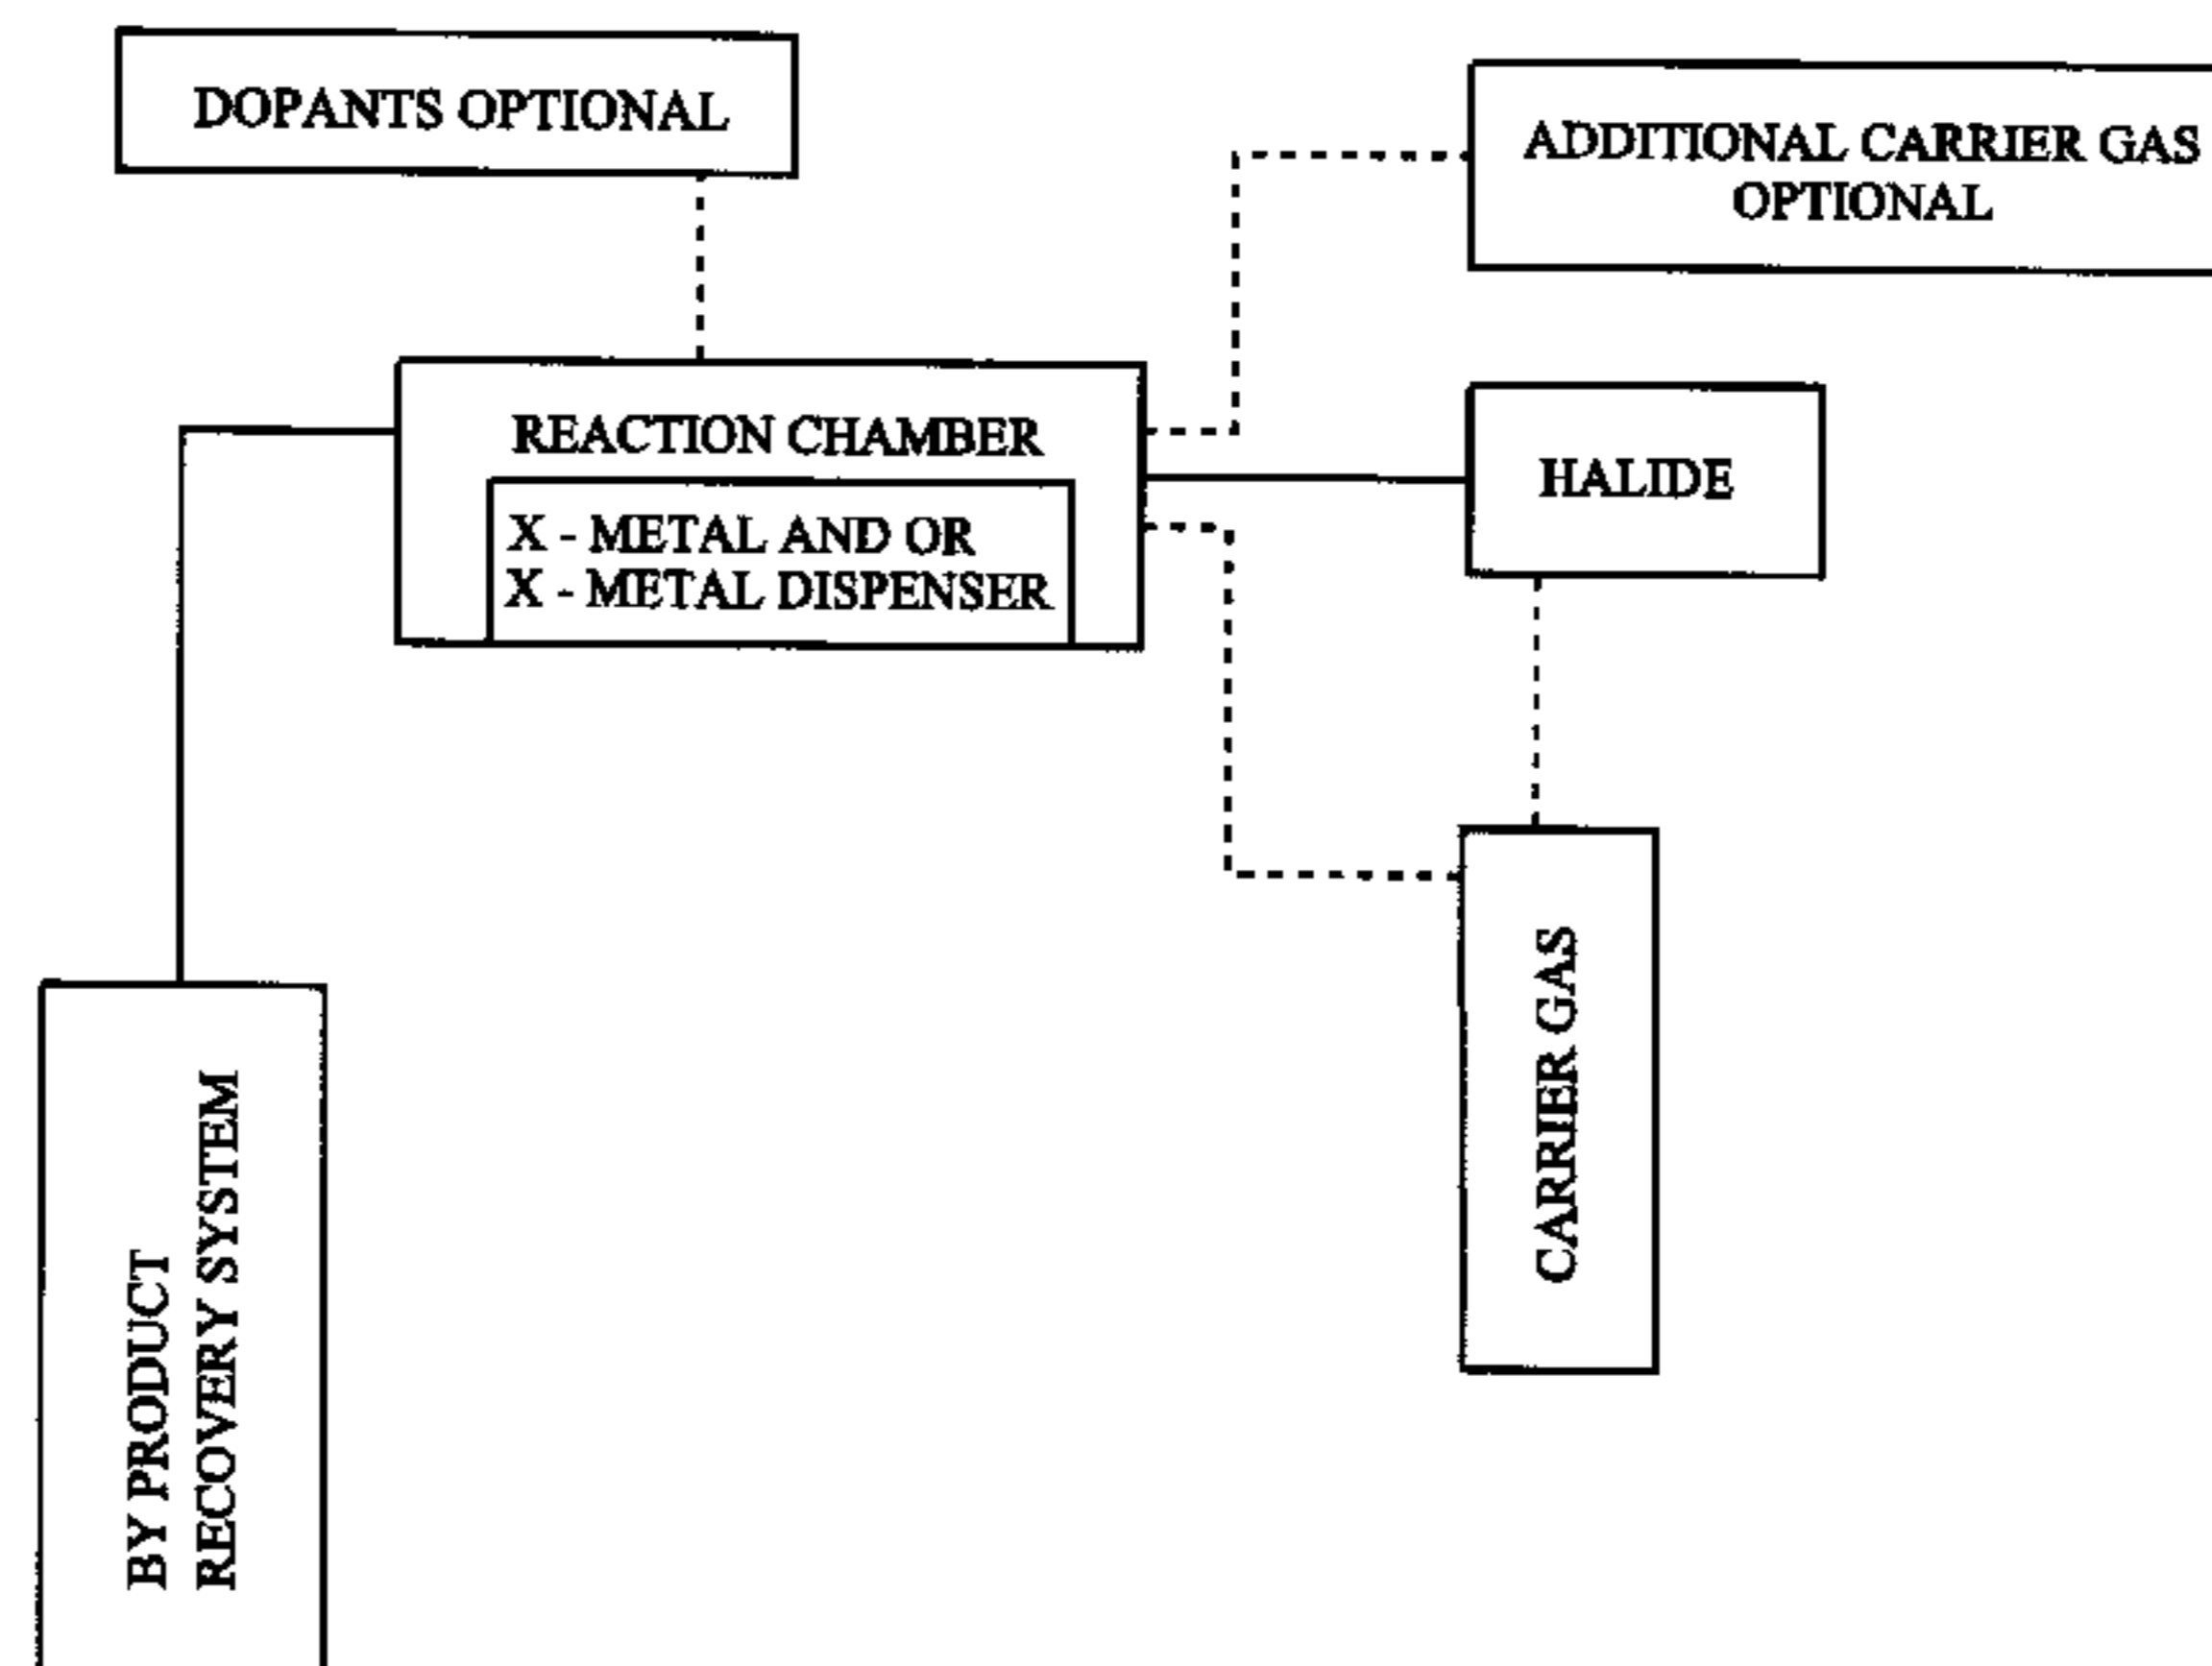 DOPANTS OPTIONAL
ADDITIONAL CARRIER GAS
OPTIONAL
REACTION CHAMBER
HALIDE
X - METAL AND OR
X - METAL DISPENSER
CARRIER GAS
BY PRODUCT
RECOVERY SYSTEM